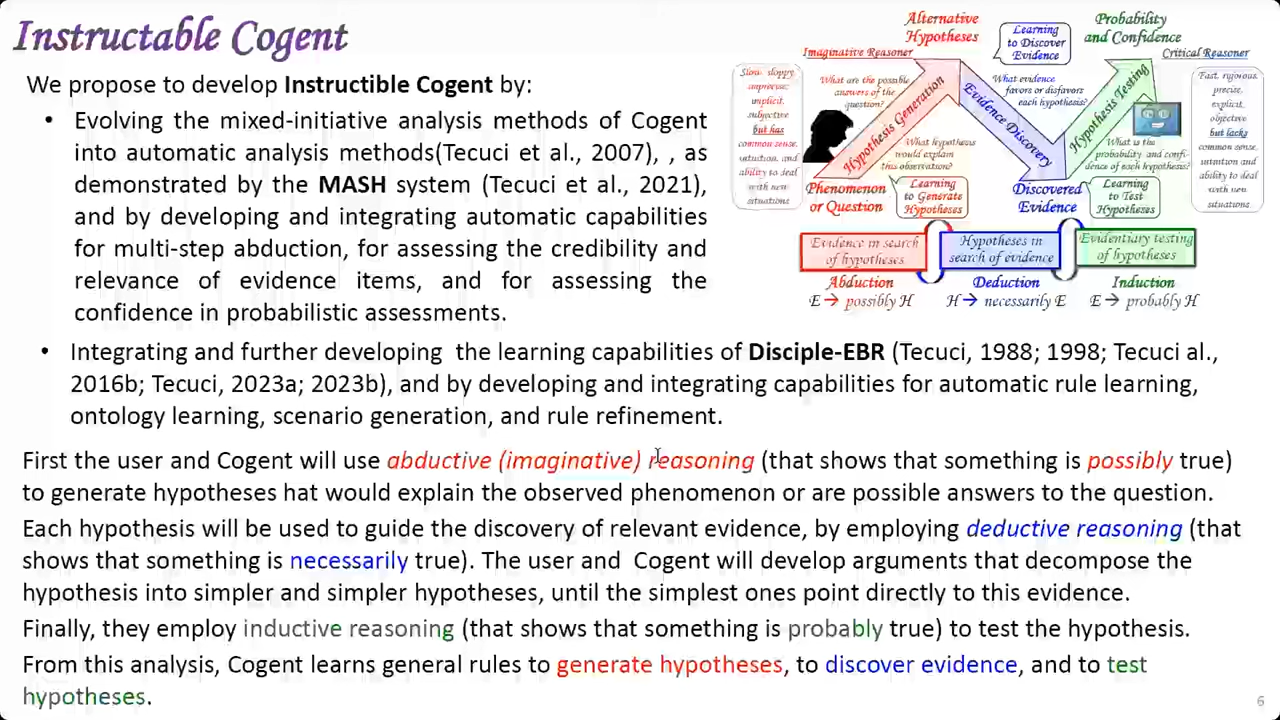 Instructable Cogent
We propose to develop Instructible Cogent by:
• Evolving the mixed-initiative analysis methods of Cogent
into automatic analysis methods(Tecuci et al., 2007), , as
demonstrated by the MASH system (Tecuci et al., 2021),
and by developing and integrating automatic capabilities
for multi-step abduction, for assessing the credibility and
relevance of evidence items, and for assessing the
confidence in probabilistic assessments.
• Integrating and further developing the learning capabilities of Disciple-EBR (Tecuci, 1988; 1998; Tecuci al.,
2016b; Tecuci, 2023a; 2023b), and by developing and integrating capabilities for automatic rule learning,
ontology learning, scenario generation, and rule refinement.
First the user and Cogent will use abductive (imaginative) reasoning (that shows that something is possibly true)
to generate hypotheses hat would explain the observed phenomenon or are possible answers to the question.
Each hypothesis will be used to guide the discovery of relevant evidence, by employing deductive reasoning (that
shows that something is necessarily true). The user and Cogent will develop arguments that decompose the
hypothesis into simpler and simpler hypotheses, until the simplest ones point directly to this evidence.
Finally, they employ inductive reasoning (that shows that something is probably true) to test the hypothesis.
From this analysis, Cogent learns general rules to generate hypotheses, to discover evidence, and to test
hypotheses.
Alternative
Hypotheses
Learning
to Discover
Evidence
Probability
and Confidence
Imaginative Reasoner
Critical Reasoner
Slow, sloppy,
imprecise,
implicit,
subjective
but has
common sense,
intuition, and
ability to deal
with new
situations.
What are the possible
answers of the
question?
Hypothesis Generation
What hypothesis
would explain
this observation?
What evidence
favors or disfavors
each hypothesis?
Evidence Discovery
Hypothesis Testing
What is the
probability and confi-
dence of each hypothesis?
Fast, rigorous,
precise,
explicit,
objective
but lacks
common sense,
intuition and
ability to deal
with new
situations.
Phenomenon
or Question
Learning
to Generate
Hypotheses
Discovered
Evidence
Learning
to Test
Hypotheses
Evidence in search
of hypotheses
Hypotheses in
search of evidence
Evidentiary testing
of hypotheses
Abduction
E → possibly H
Deduction
H → necessarily E
Induction
E → probably H
6